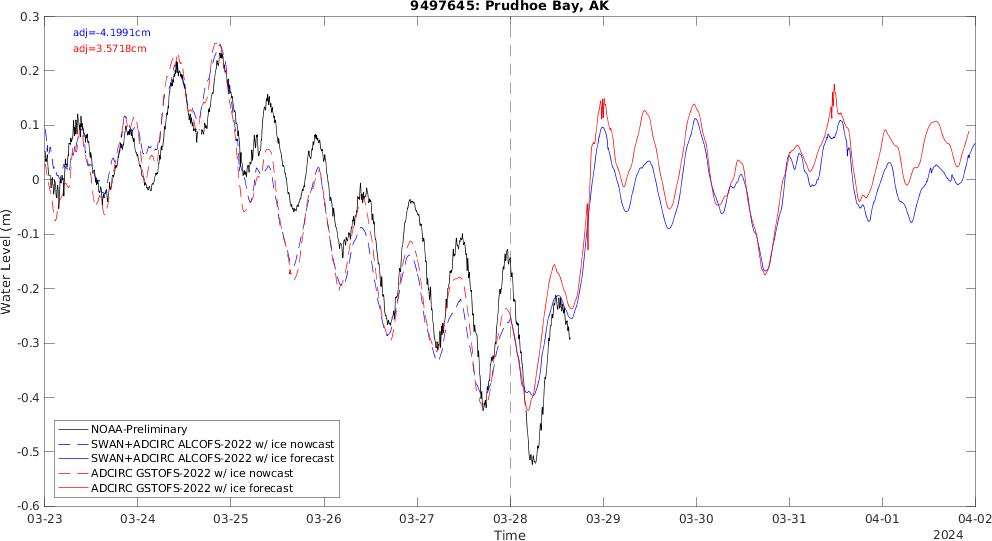 9497645: Prudhoe Bay, AK
adj=-4.1991cm
adj=3.5718cm
0.3
0.2
0.1
0
-0.1
-0.2
-0.3
-0.4
-0.5
-0.6
Water Level (m)
NOAA-Preliminary
SWAN+ADCIRC ALCOFS-2022 w/ ice nowcast
SWAN+ADCIRC ALCOFS-2022 w/ ice forecast
ADCIRC GSTOFS-2022 w/ ice nowcast
ADCIRC GSTOFS-2022 w/ ice forecast
03-23 03-24 03-25 03-26 03-27 03-28 03-29 03-30 03-31 04-01 04-02
Time
2024